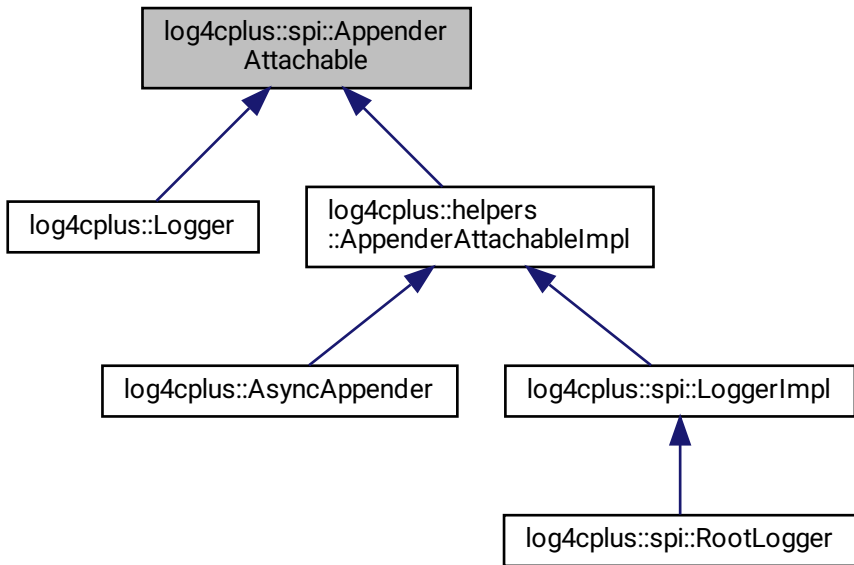 log4cplus::spi::Appender
Attachable
log4cplus::Logger
log4cplus::helpers
::AppenderAttachableImpl
log4cplus::AsyncAppender
log4cplus::spi::LoggerImpl
log4cplus::spi::RootLogger